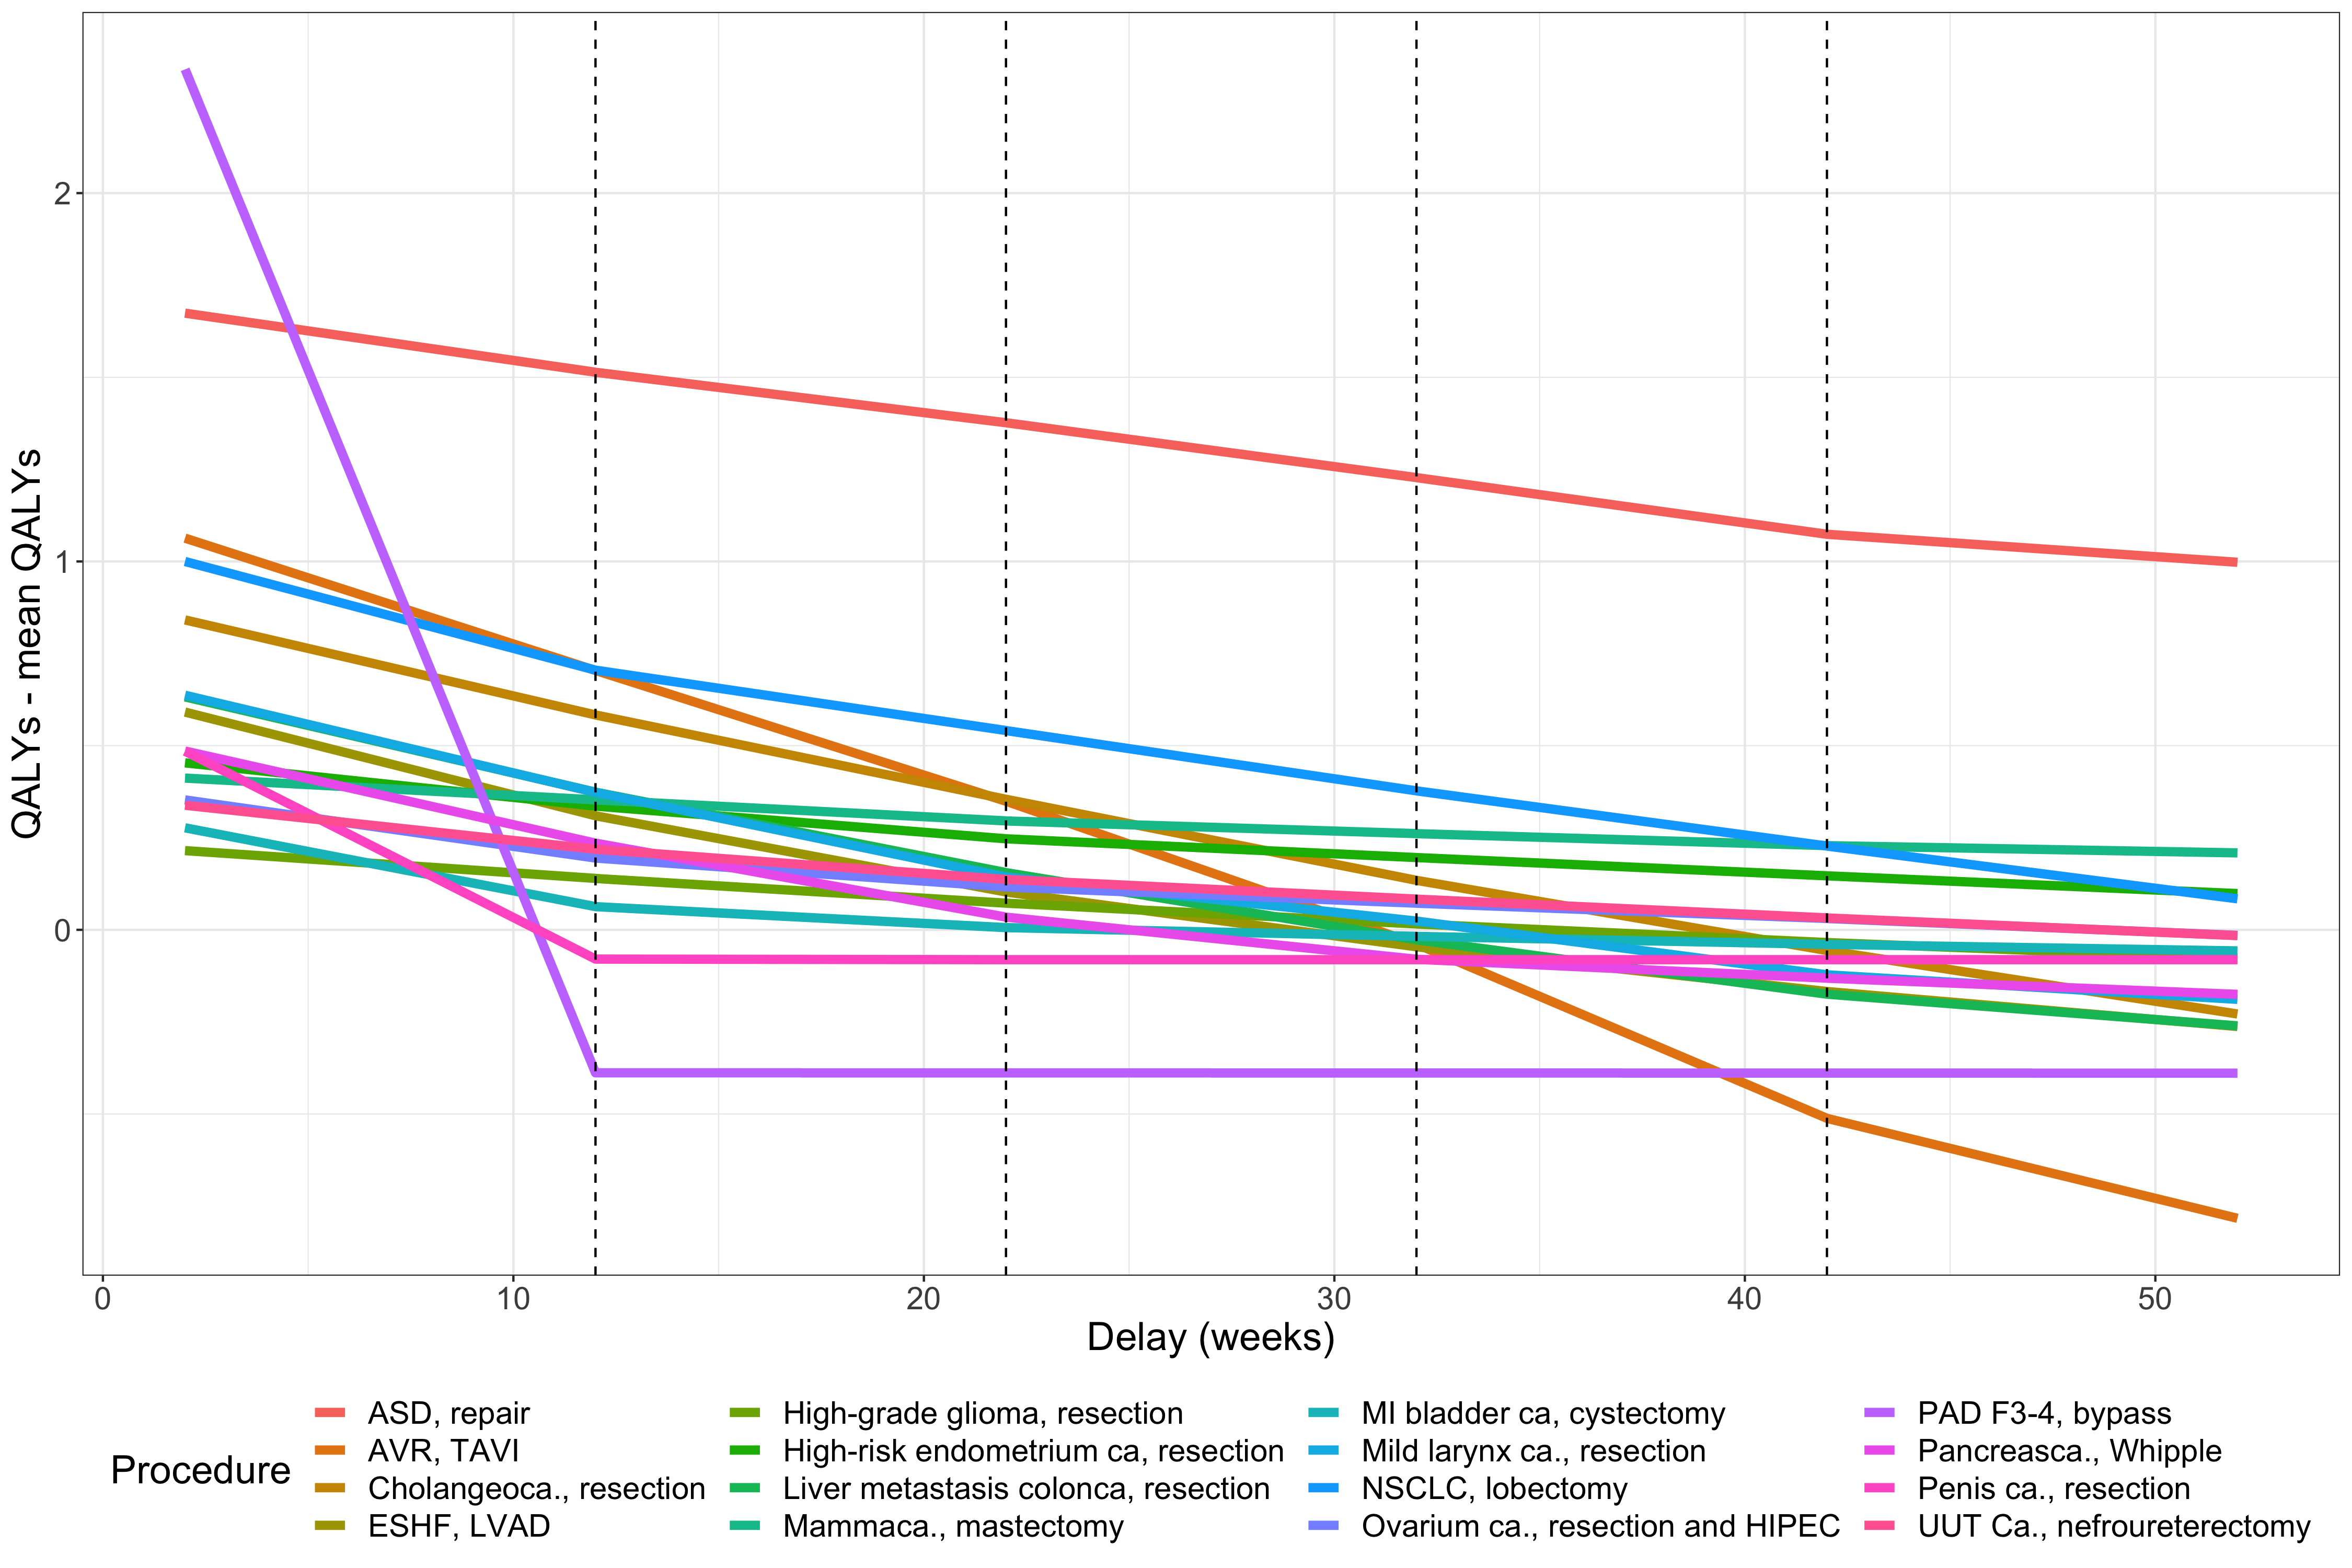 QALYs - mean QALYs
2
1
0
0 10 20 30 40 50
Delay (weeks)
Procedure
ASD, repair
AVR, TAVI
Cholangeoca., resection
ESHF, LVAD
High-grade glioma, resection
High-risk endometrium ca, resection
Liver metastasis colonca, resection
Mammaca., mastectomy
MI bladder ca, cystectomy
Mild larynx ca., resection
NSCLC, lobectomy
Ovarium ca., resection and HIPEC
PAD F3-4, bypass
Pancreasca., Whipple
Penis ca., resection
UUT Ca., nefroureterectomy